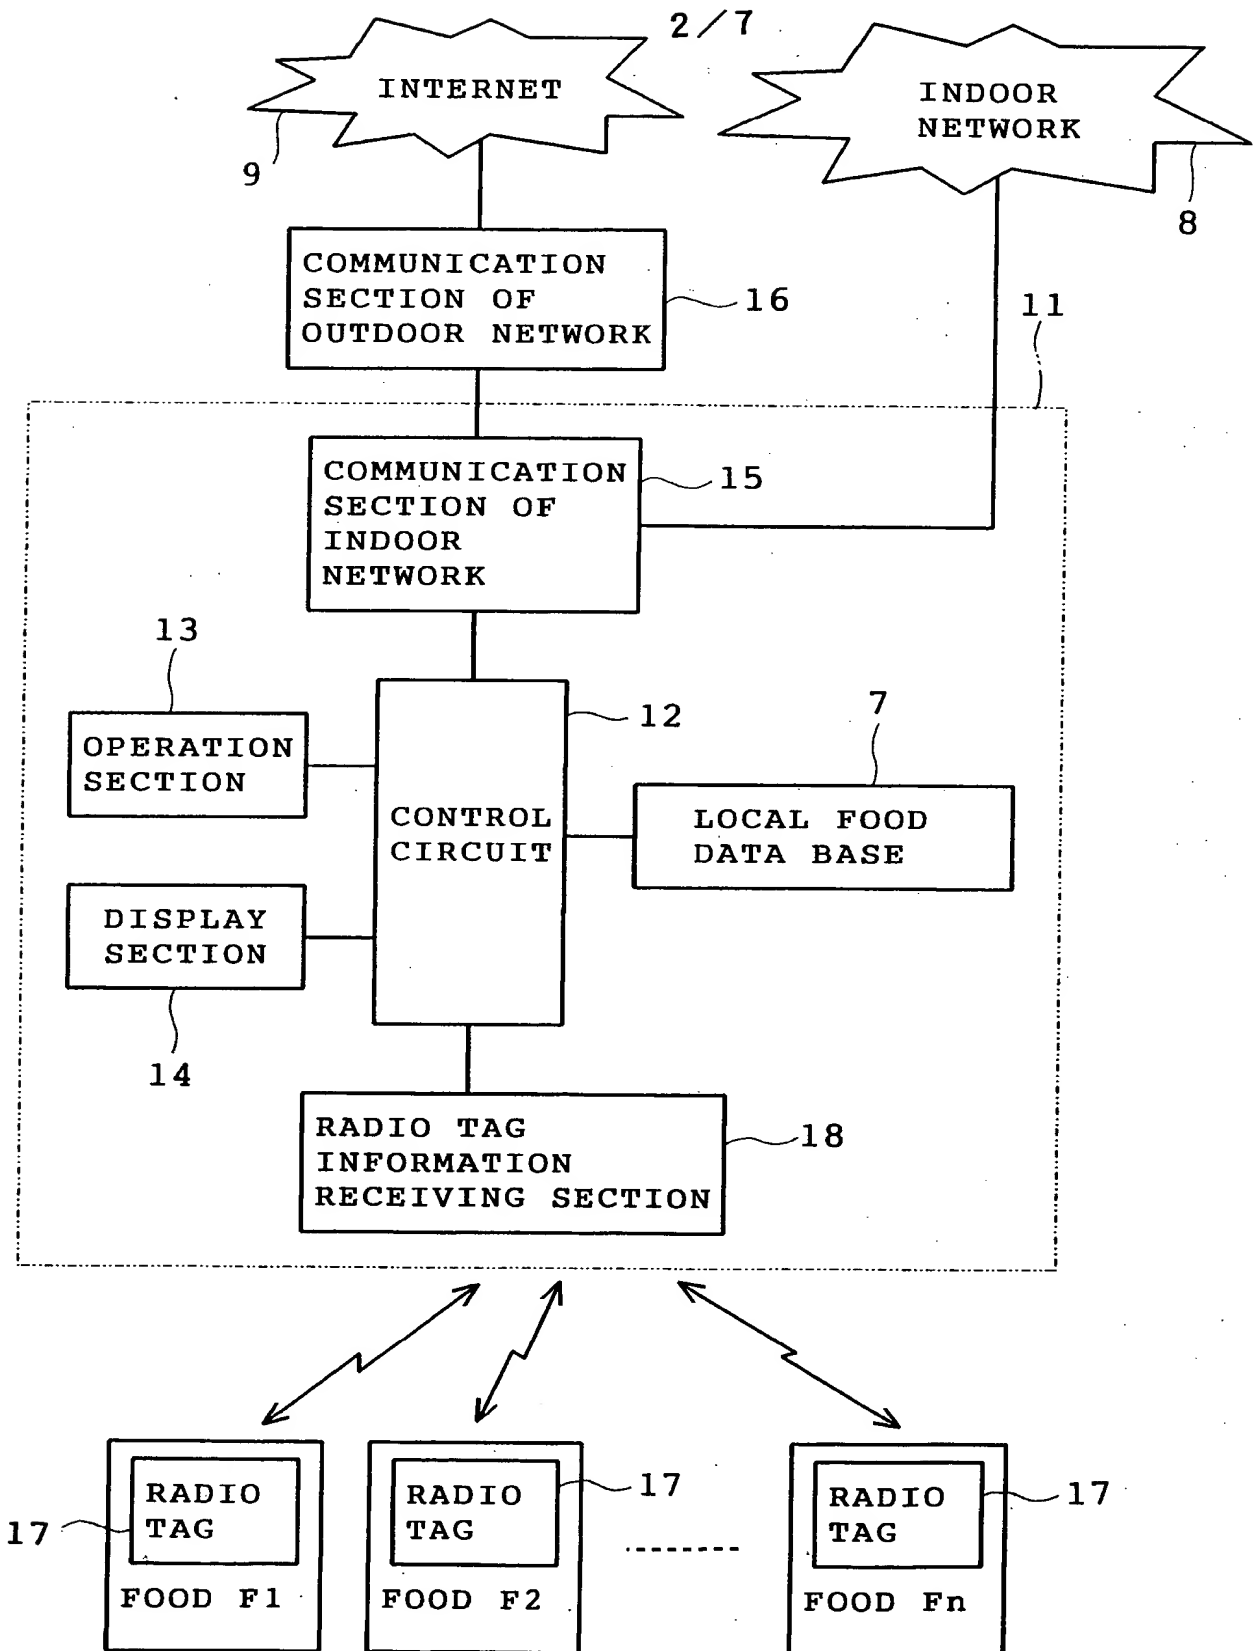 2/7
INTERNET
INDOOR
NETWORK
9
8
COMMUNICATION
SECTION OF
OUTDOOR NETWORK
16
11
COMMUNICATION
SECTION OF
INDOOR
NETWORK
15
13
OPERATION
SECTION
12
7
CONTROL
CIRCUIT
LOCAL FOOD
DATA BASE
DISPLAY
SECTION
14
RADIO TAG
INFORMATION
RECEIVING SECTION
18
RADIO
TAG
17
FOOD F1
RADIO
TAG
17
FOOD F2
RADIO
TAG
17
FOOD Fn